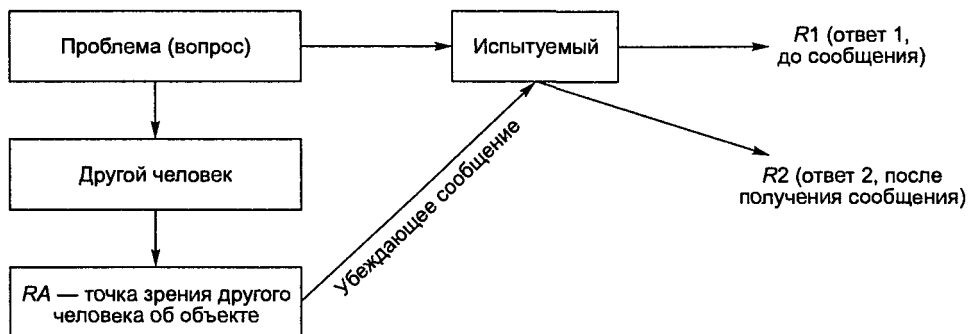 Проблема (вопрос)
Испытуемый
R1 (ответ 1,
до сообщения)
Другой человек
Убеждающее сообщение
R2 (ответ 2, после
получения сообщения)
RA — точка зрения другого
человека об объекте